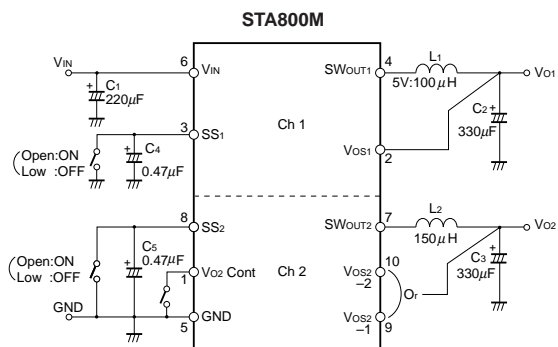 STA800M
VIN
6
VIN
C1
+
220μF
3
SS1
Open:ON
Low :OFF
C4
+
0.47μF
Ch 1
4
SWOUT1
L1
5V:100μH
VO1
C2
+
330μF
VOS1
2
8
SS2
Open:ON
Low :OFF
C5
+
0.47μF
VO2 Cont
1
Ch 2
GND
5
GND
7
SWOUT2
L2
150μH
VO2
C3
+
330μF
10
VOS2
-2
Or
VOS2
-1
9